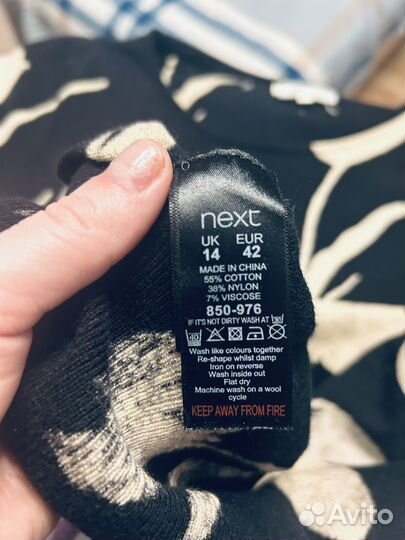 next
UK EUR
14 42
MADE IN CHINA
55% COTTON
38% NYLON
7% VISCOSE
850-976
IF IT'S NOT DIRTY WASH AT 30
40
Wash like colours together
Re-shape whilst damp
Iron on reverse
Wash inside out
Flat dry
Machine wash on a wool
cycle
KEEP AWAY FROM FIRE
Avito